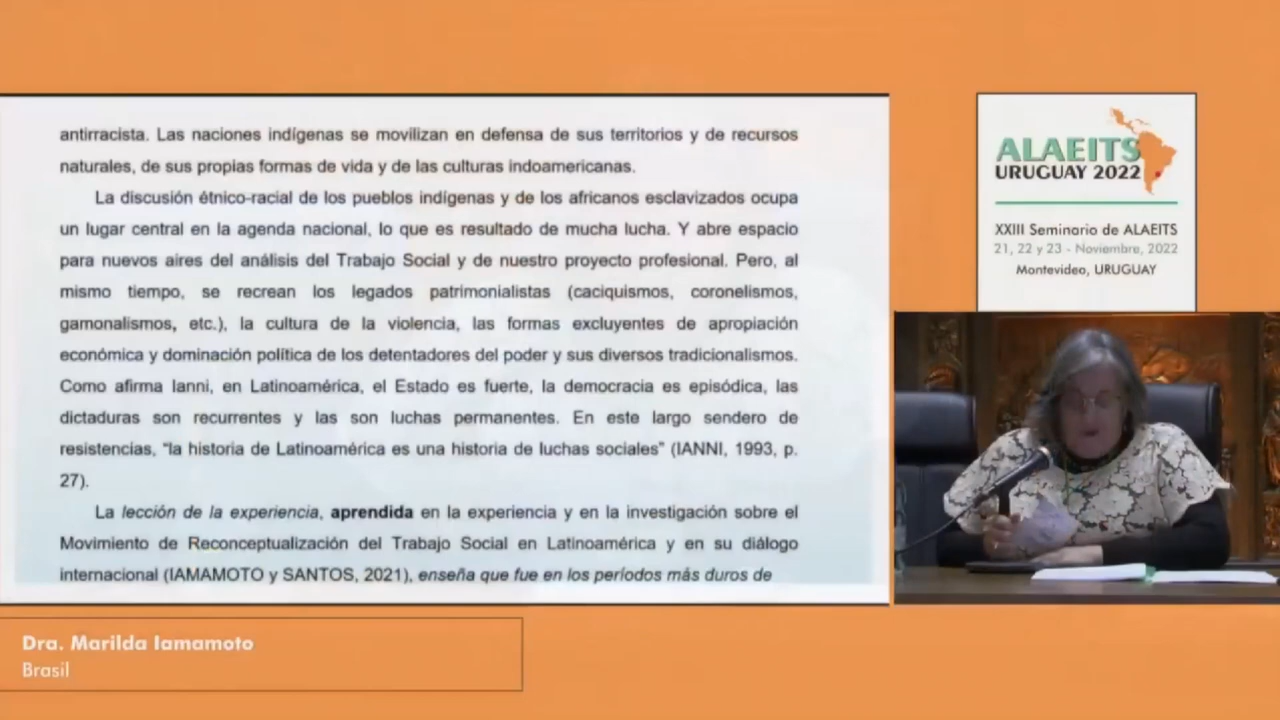 antirracista. Las naciones indígenas se movilizan en defensa de sus territorios y de recursos
naturales, de sus propias formas de vida y de las culturas indoamericanas.
La discusión étnico-racial de los pueblos indígenas y de los africanos esclavizados ocupa
un lugar central en la agenda nacional, lo que es resultado de mucha lucha. Y abre espacio
para nuevos aires del análisis del Trabajo Social y de nuestro proyecto profesional. Pero, al
mismo tiempo, se recrean los legados patrimonialistas (caciquismos, coronelismos,
gamonalismos, etc.), la cultura de la violencia, las formas excluyentes de apropiación
económica y dominación política de los detentadores del poder y sus diversos tradicionalismos.
Como afirma Ianni, en Latinoamérica, el Estado es fuerte, la democracia es episódica, las
dictaduras son recurrentes y las son luchas permanentes. En este largo sendero de
resistencias, “la historia de Latinoamérica es una historia de luchas sociales” (IANNI, 1993, p.
27).
La lección de la experiencia, aprendida en la experiencia y en la investigación sobre el
Movimiento de Reconceptualización del Trabajo Social en Latinoamérica y en su diálogo
internacional (IAMAMOTO y SANTOS, 2021), enseña que fue en los períodos más duros de
ALAEITS
URUGUAY 2022
XXIII Seminario de ALAEITS
21, 22 y 23 - Noviembre, 2022
Montevideo, URUGUAY
Dra. Marilda Iamamoto
Brasil